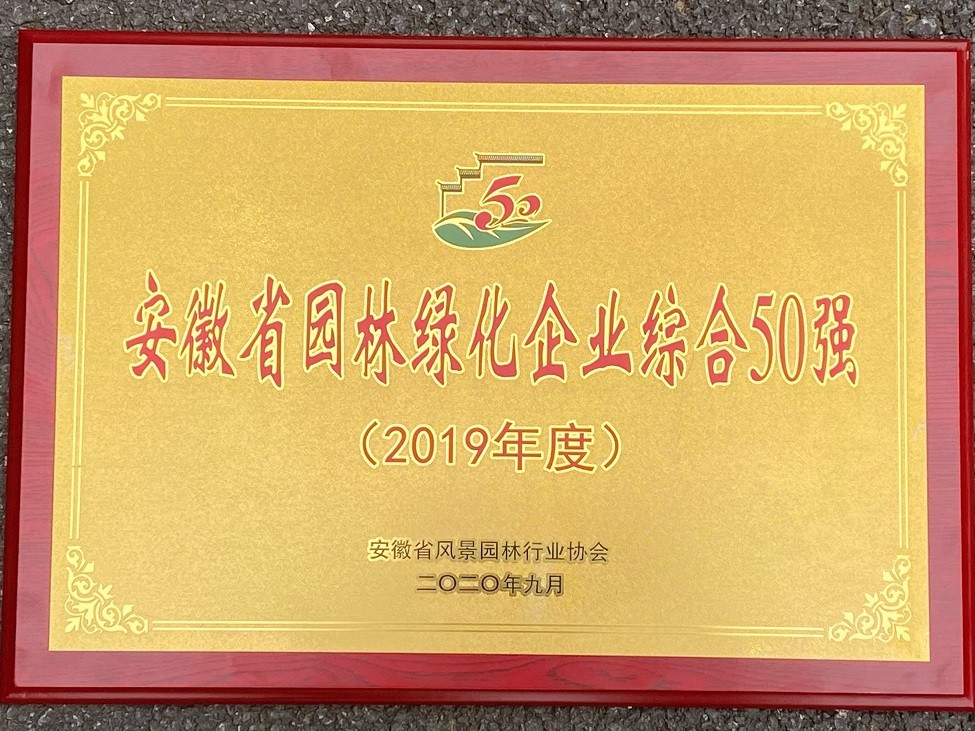 50
安徽省园林绿化企业综合50强
（2019年度）
安徽省风景园林行业协会
二〇二〇年九月